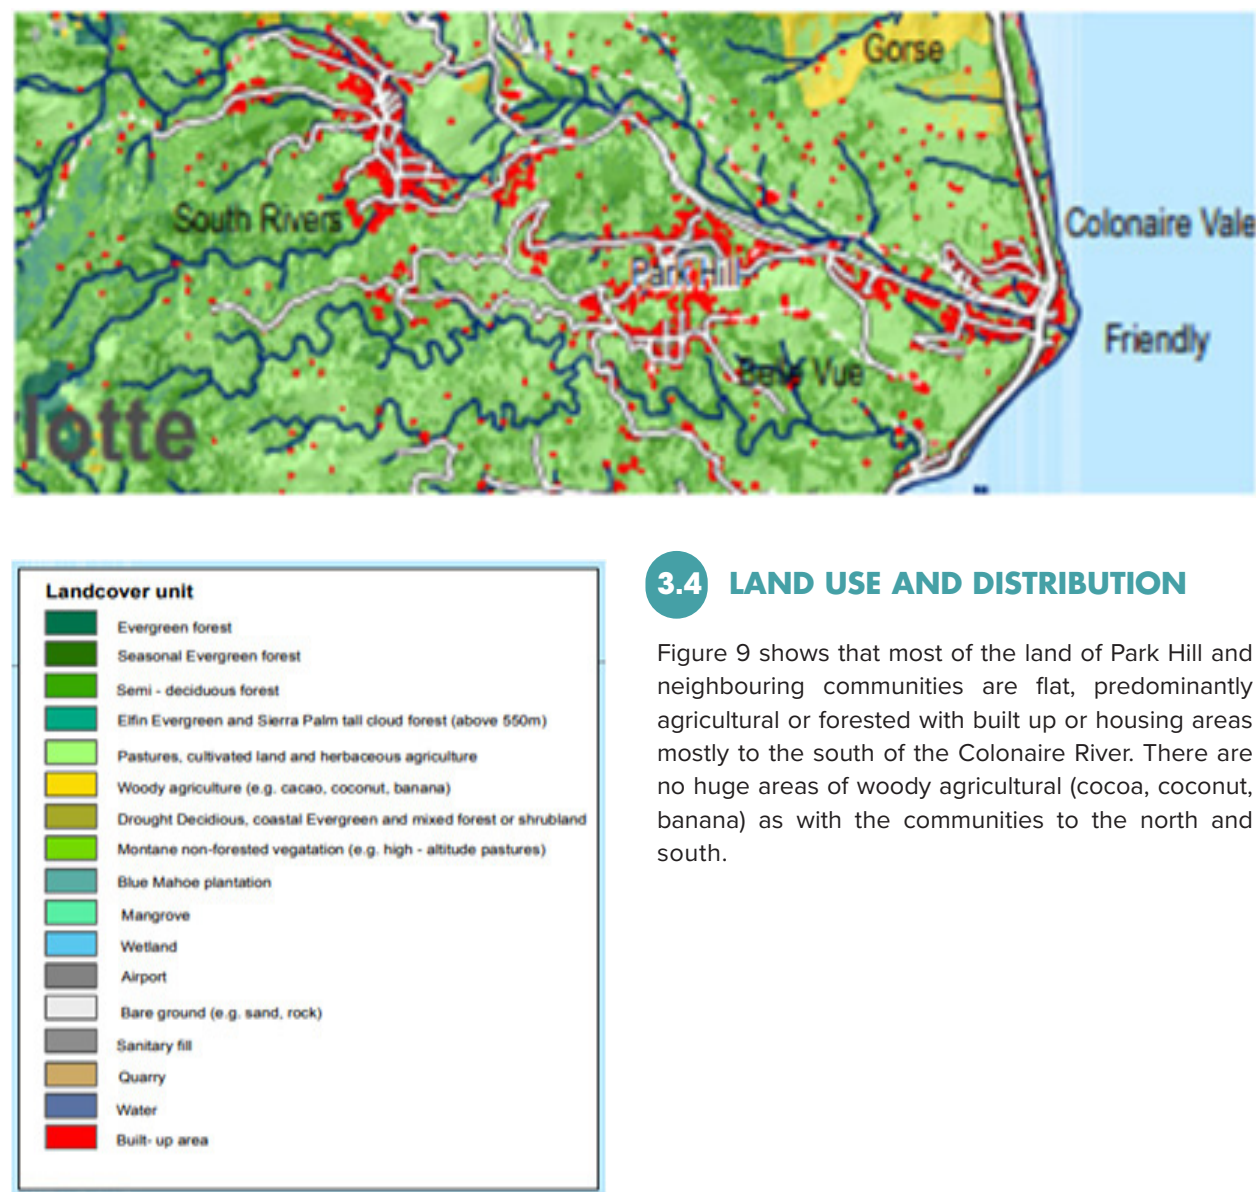 Gorse
South Rivers
Colonaire Vale
Park Hill
Friendly
Belle Vue
lotte
Landcover unit
Evergreen forest
Seasonal Evergreen forest
Semi - deciduous forest
Elfin Evergreen and Sierra Palm tall cloud forest (above 550m)
Pastures, cultivated land and herbaceous agriculture
Woody agriculture (e.g. cacao, coconut, banana)
Drought Decidious, coastal Evergreen and mixed forest or shrubland
Montane non-forested vegatation (e.g. high - altitude pastures)
Blue Mahoe plantation
Mangrove
Wetland
Airport
Bare ground (e.g. sand, rock)
Sanitary fill
Quarry
Water
Built- up area
3.4 LAND USE AND DISTRIBUTION
Figure 9 shows that most of the land of Park Hill and
neighbouring communities are flat, predominantly
agricultural or forested with built up or housing areas
mostly to the south of the Colonaire River. There are
no huge areas of woody agricultural (cocoa, coconut,
banana) as with the communities to the north and
south.